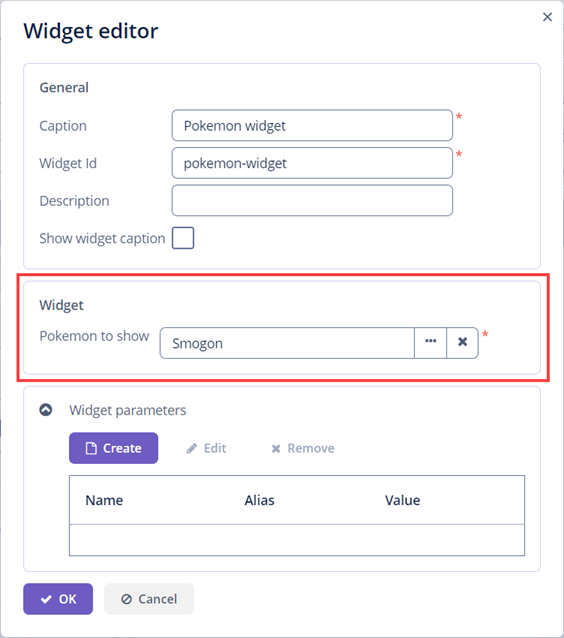 Widget editor
General
Caption Pokemon widget *
Widget Id pokemon-widget *
Description
Show widget caption
Widget
Pokemon to show Smogon *
Widget parameters
Create Edit Remove
Name Alias Value
OK Cancel